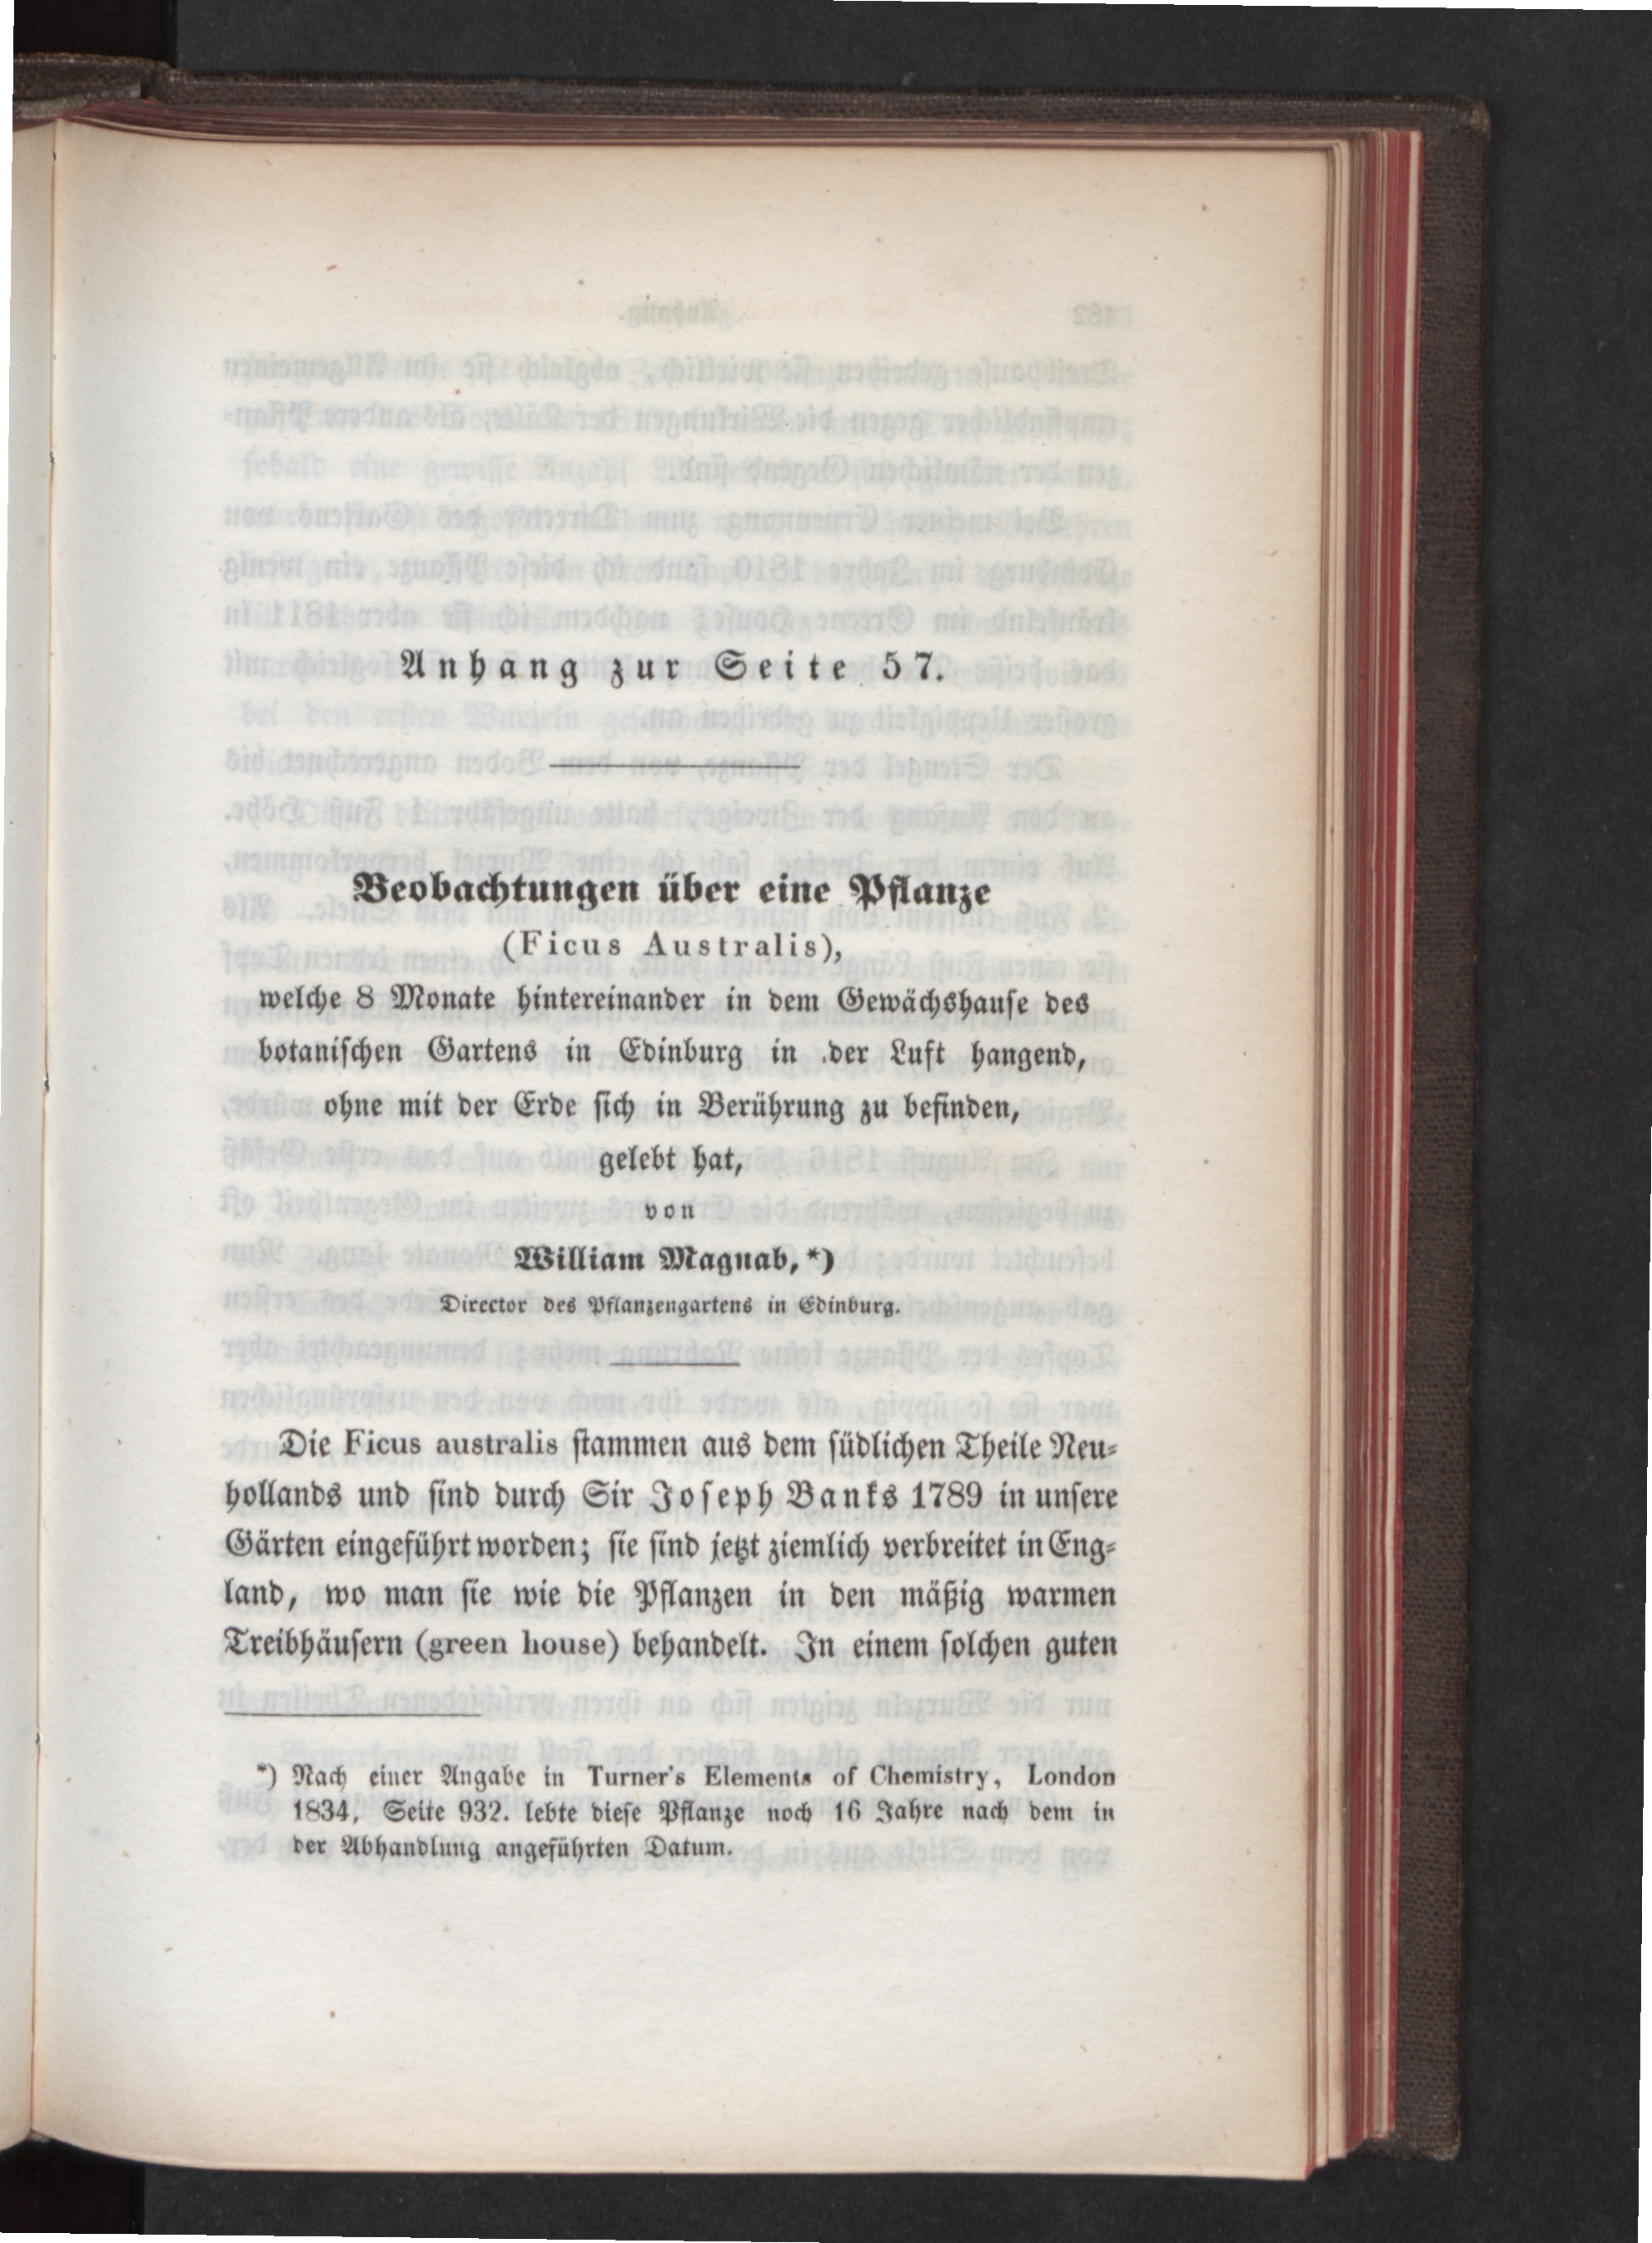 Anhang zur Seite 57.
Beobachtungen über eine Pflanze
(Ficus Australis),
welche 8 Monate hintereinander in dem Gewächshause des
botanischen Gartens in Edinburg in der Luft hangend,
ohne mit der Erde sich in Berührung zu befinden,
gelebt hat,
von
William Magnab,*)
Director des Pflanzengartens in Edinburg.
Die Ficus australis stammen aus dem südlichen Theile Neu-
hollands und sind durch Sir Joseph Banks 1789 in unsere
Gärten eingeführt worden; sie sind jetzt ziemlich verbreitet in Eng-
land, wo man sie wie die Pflanzen in den mäßig warmen
Treibhäusern (green house) behandelt. In einem solchen guten
*) Nach einer Angabe in Turner's Elements of Chemistry, London
1834, Seite 932. lebte diese Pflanze noch 16 Jahre nach dem in
der Abhandlung angeführten Datum.